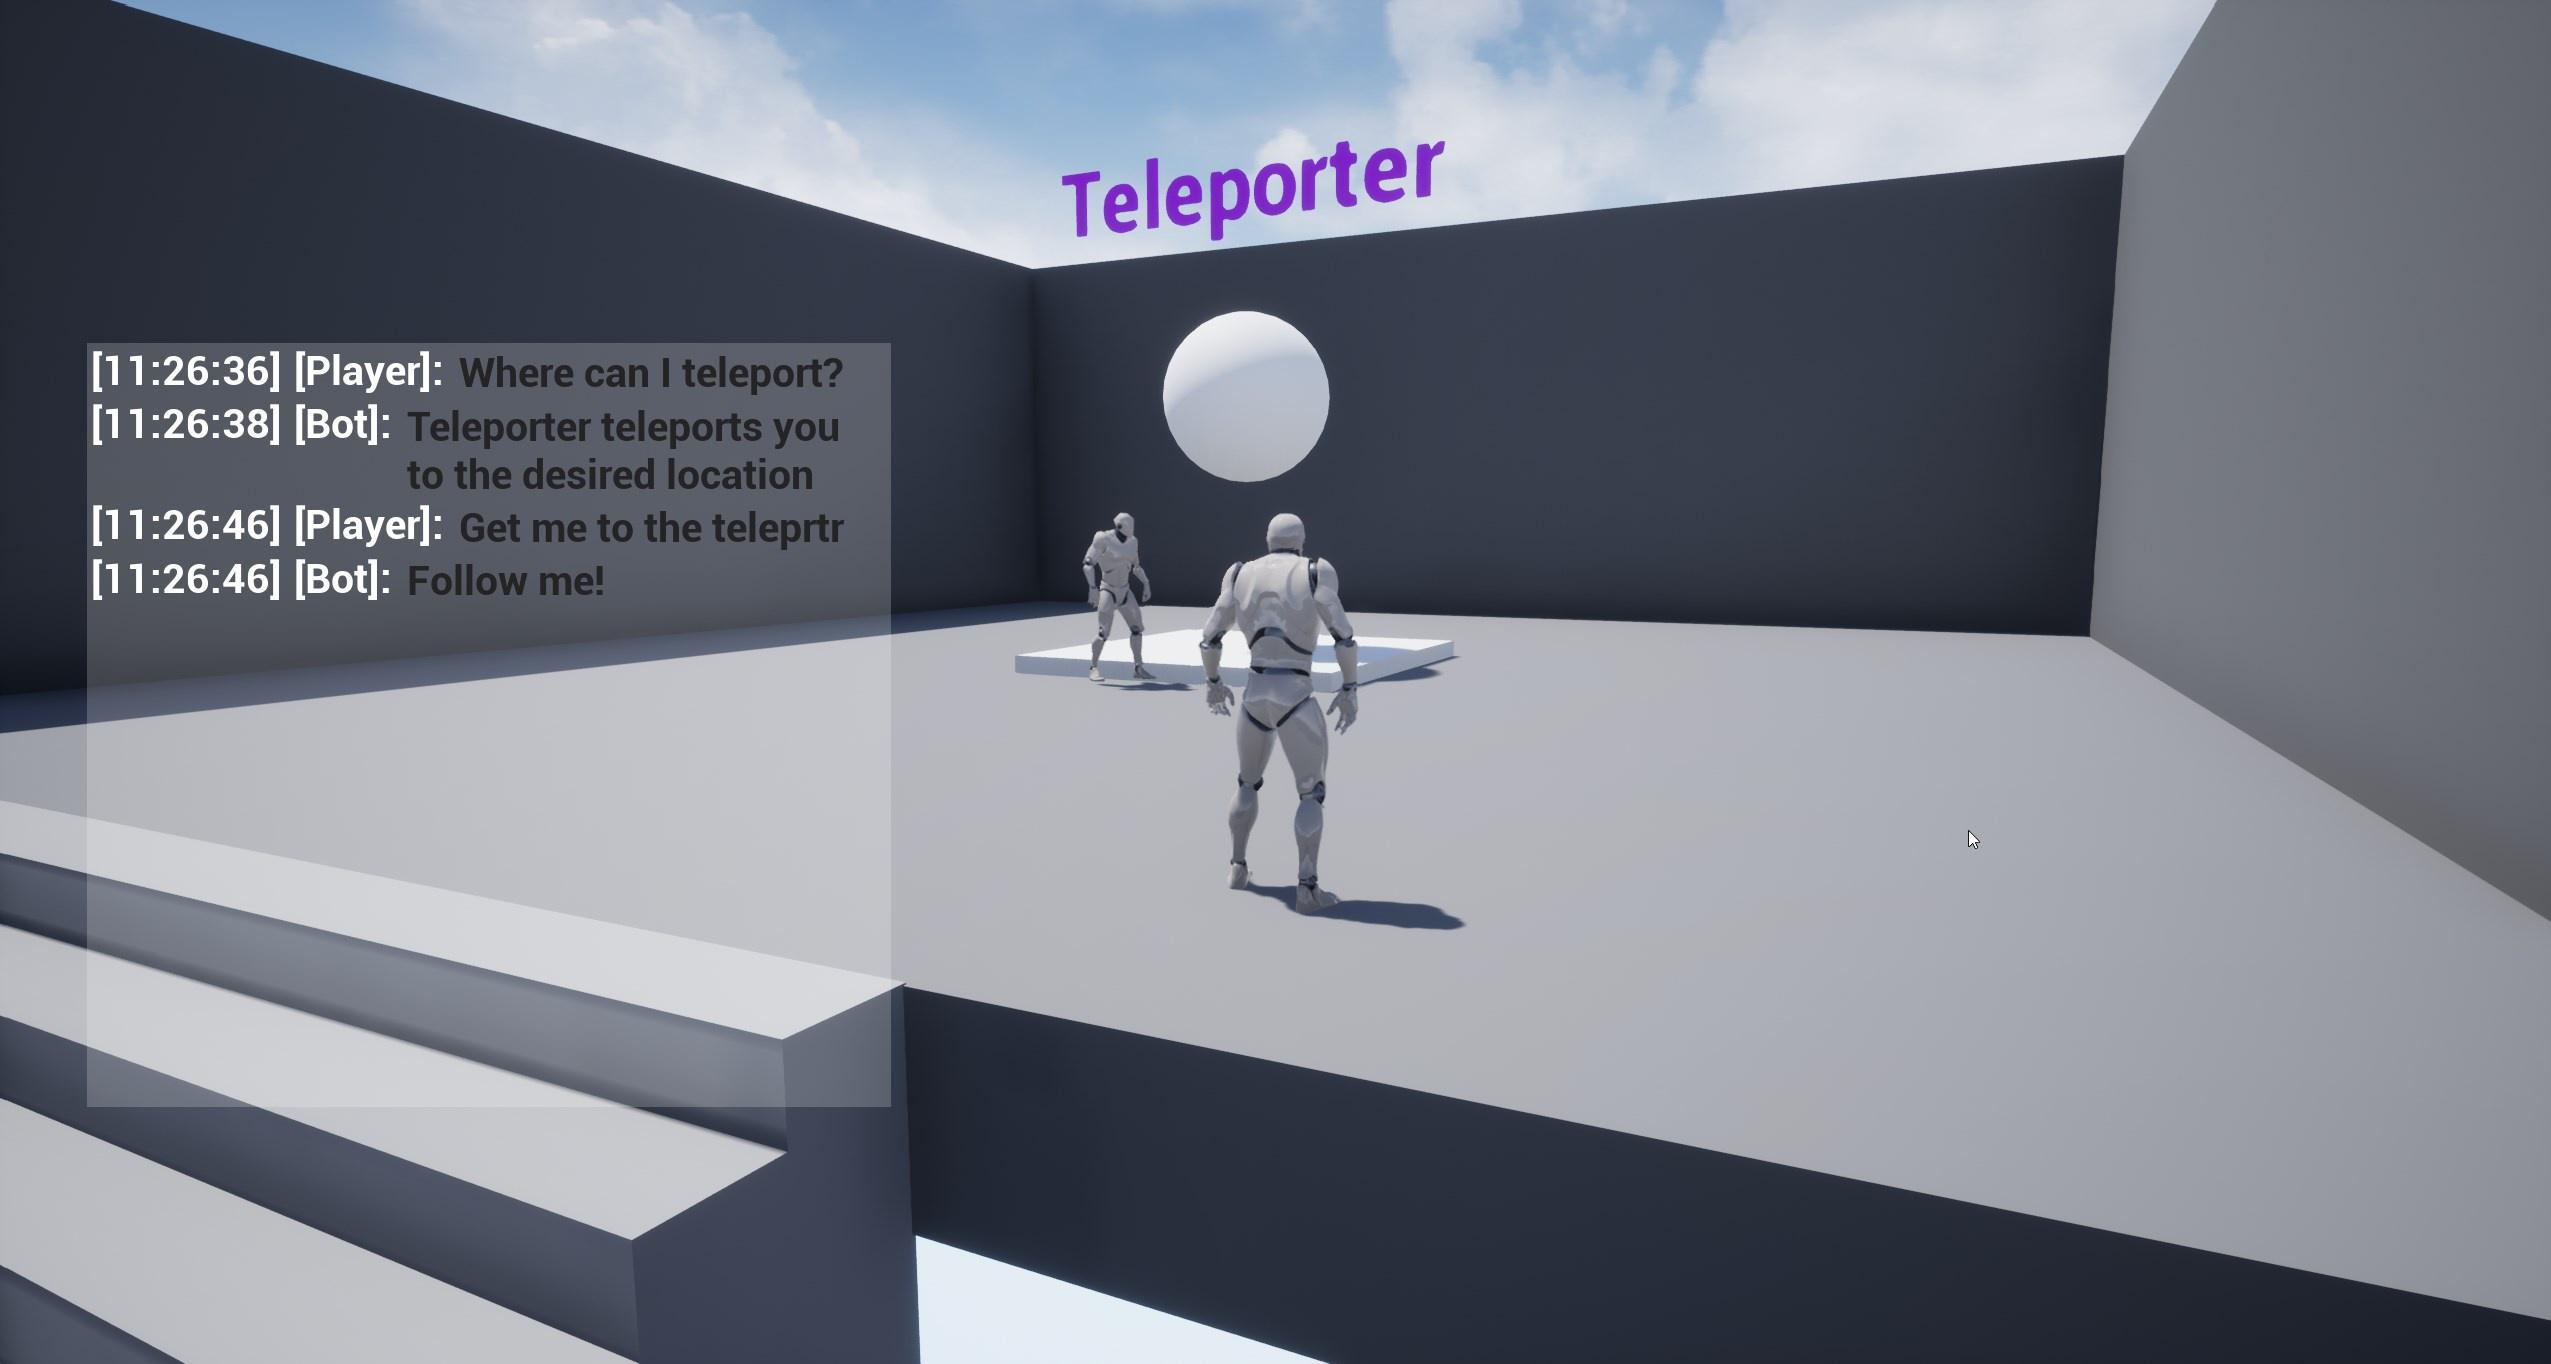 Teleporter
[11:26:36] [Player]: Where can I teleport?
[11:26:38] [Bot]: Teleporter teleports you
to the desired location
[11:26:46] [Player]: Get me to the teleprtr
[11:26:46] [Bot]: Follow me!